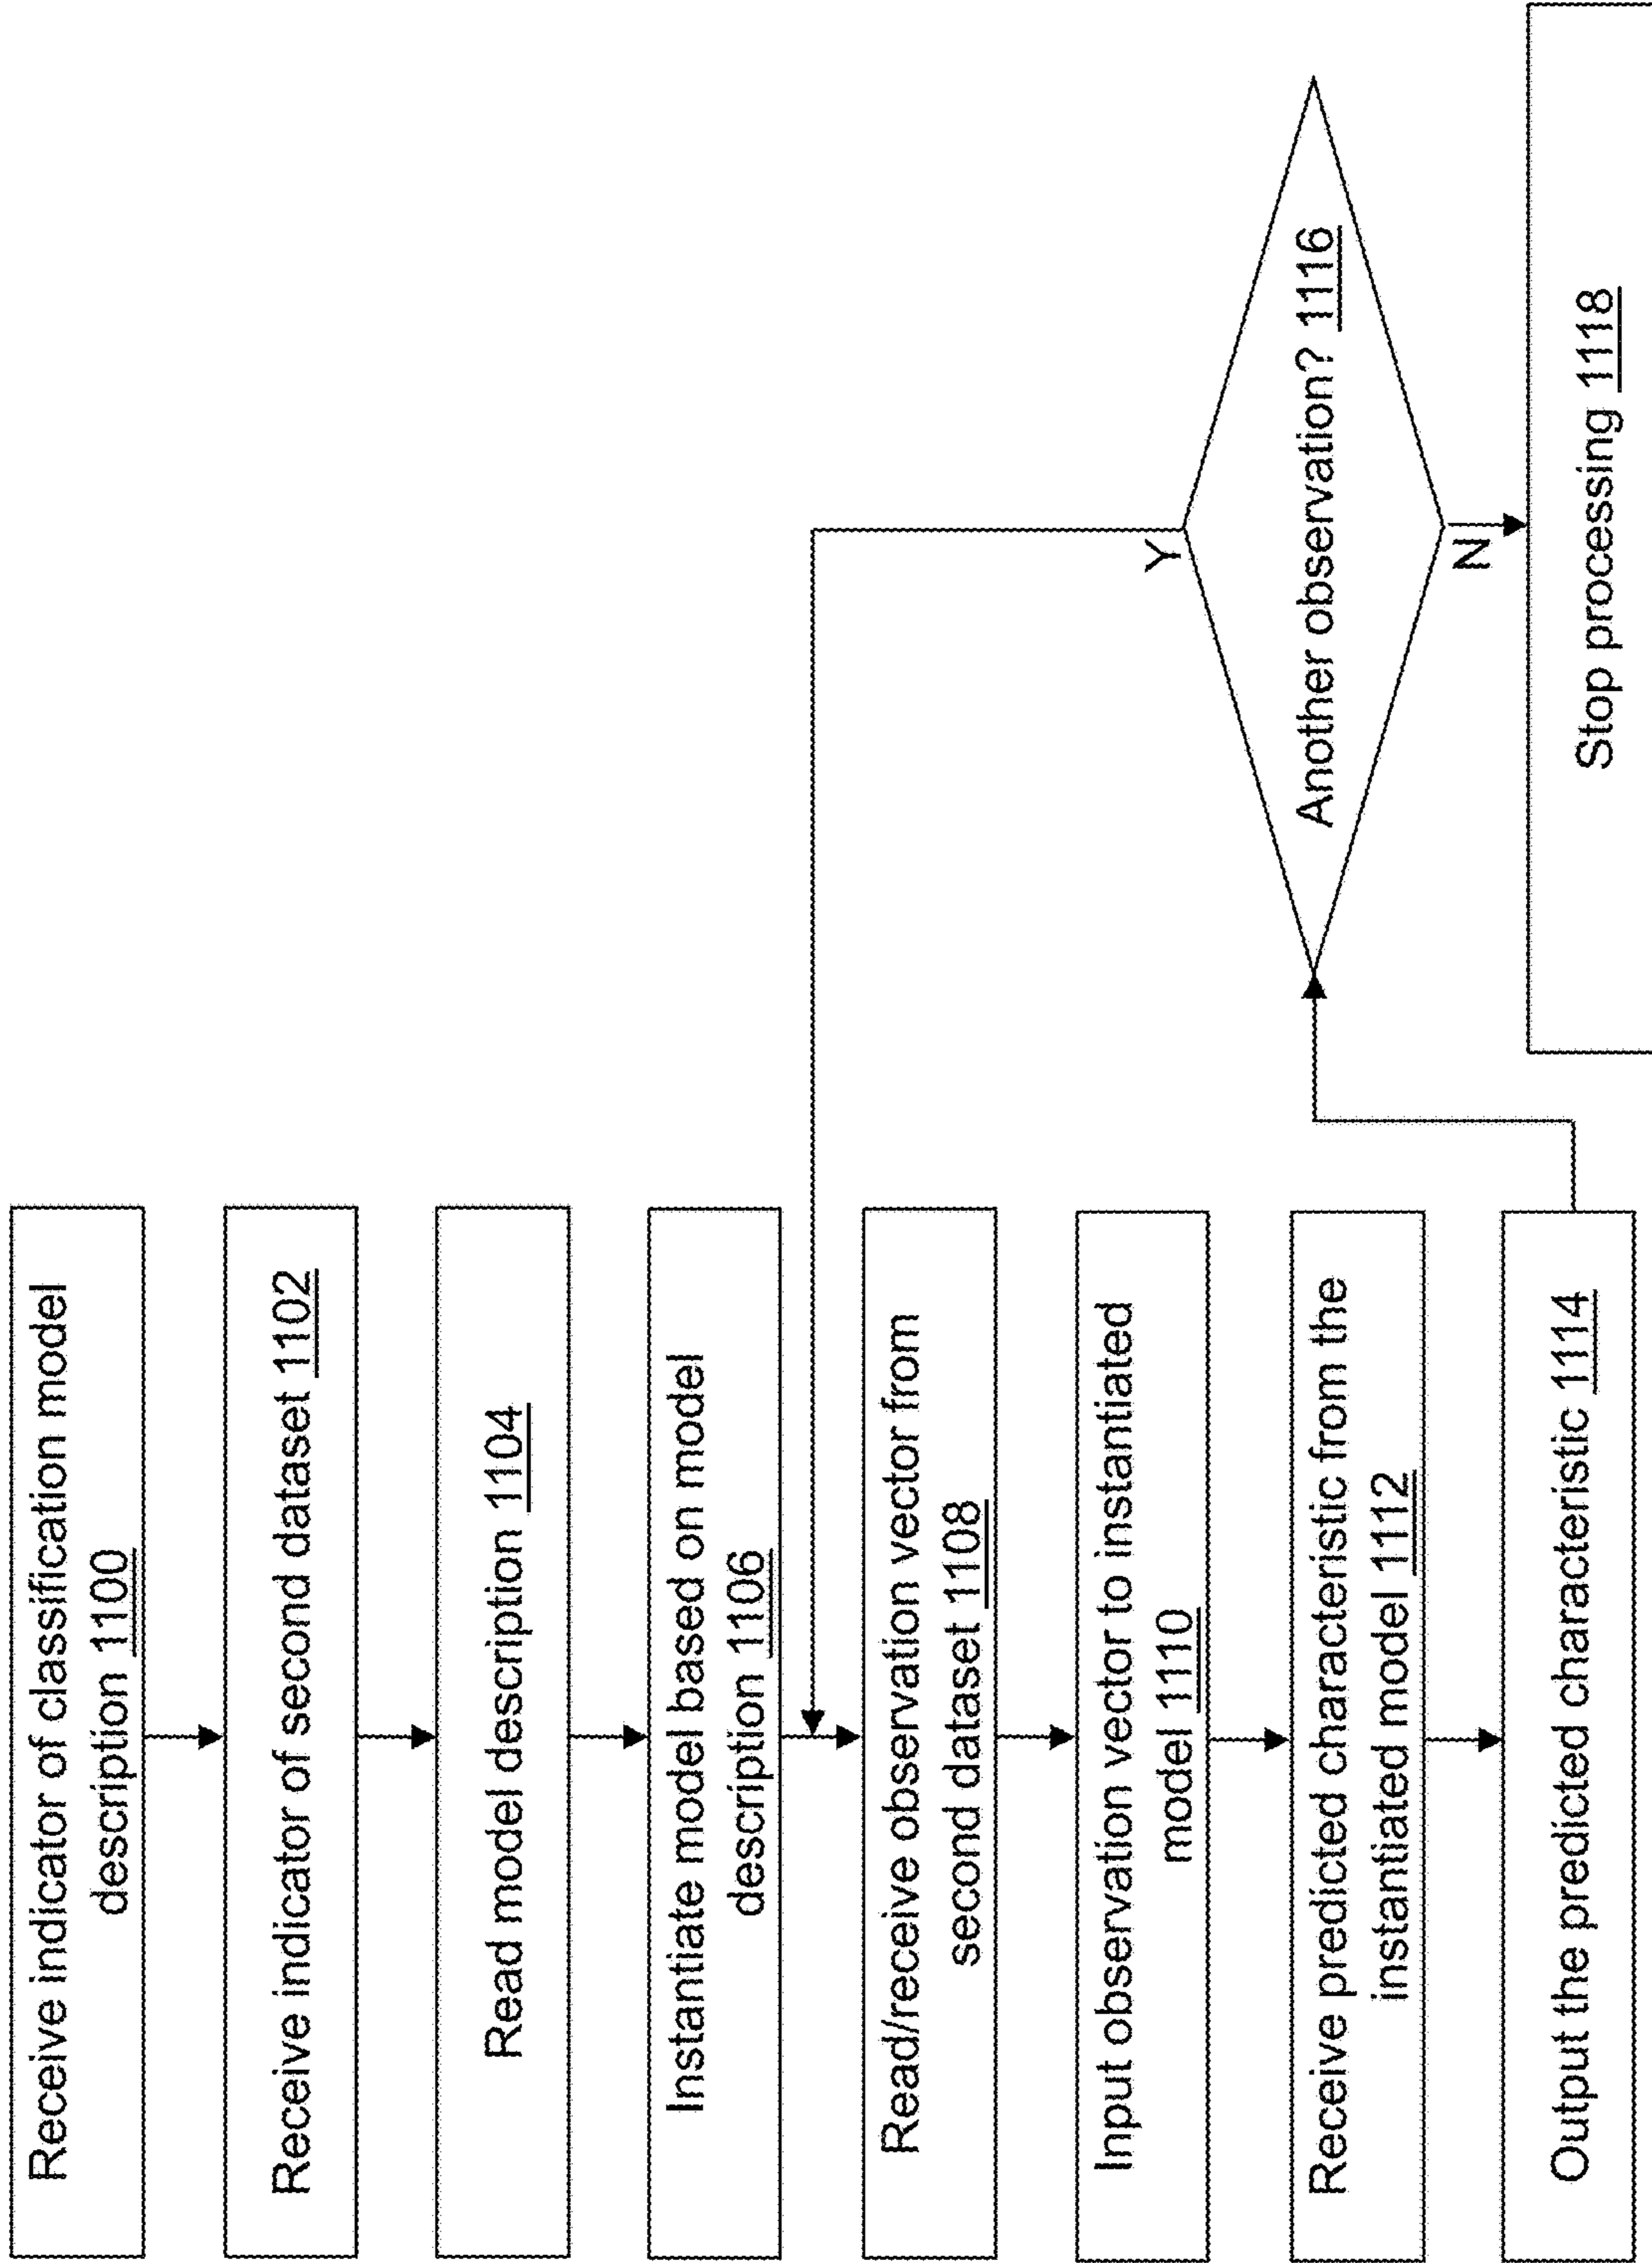 Receive indicator of classification model
description 1100
Receive indicator of second dataset 1102
Read model description 1104
Instantiate model based on model
description 1106
Read/receive observation vector from
second dataset 1108
Input observation vector to instantiated
model 1110
Receive predicted characteristic from the
instantiated model 1112
Output the predicted characteristic 1114
Y
Another observation? 1116
N
Stop processing 1118